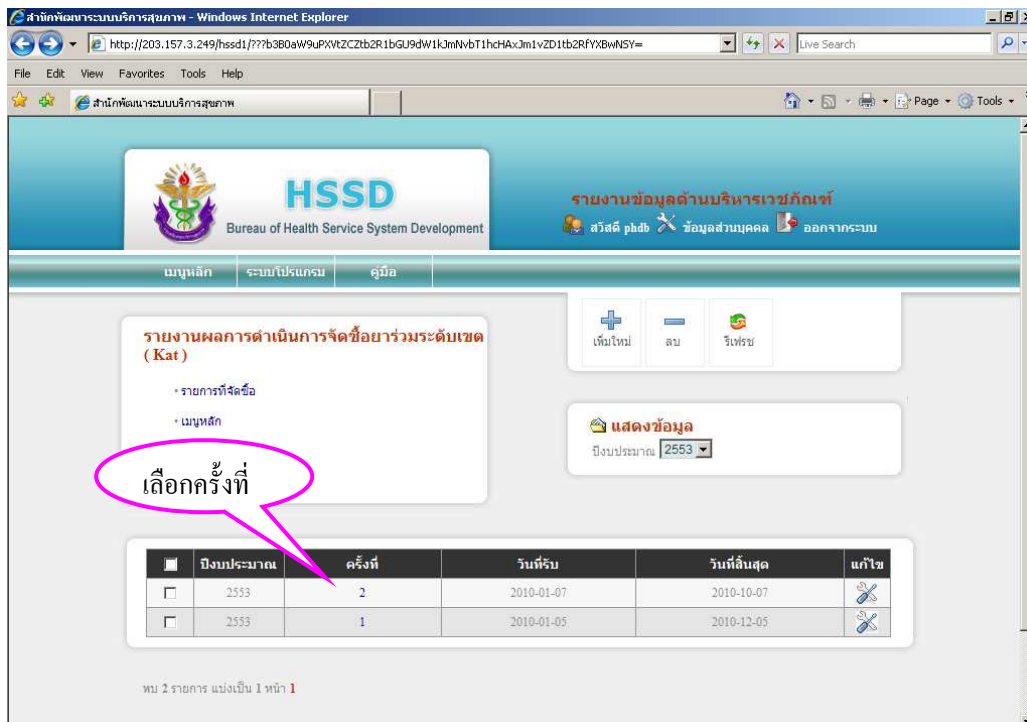 สำนักพัฒนาระบบบริการสุขภาพ - Windows Internet Explorer
Live Search
File Edit View Favorites Tools Help
สำนักพัฒนาระบบบริการสุขภาพ
Page Tools
HSSD
Bureau of Health Service System Development
รายงานข้อมูลด้านบริหารเวชภัณฑ์
สวัสดี phdb ข้อมูลส่วนบุคคล ออกจากระบบ
เมนูหลัก ระบบโปรแกรม คู่มือ
เพิ่มใหม่ ลบ รีเฟรช
รายงานผลการดำเนินการจัดซื้อยาร่วมระดับเขต
( Kat )
รายการที่จัดซื้อ
เมนูหลัก
แสดงข้อมูล
ปีงบประมาณ 2553
เลือกครั้งที่
ปีงบประมาณ ครั้งที่ วันที่รับ วันที่สิ้นสุด แก้ไข
2553 2 2010-01-07 2010-10-07
2553 1 2010-01-05 2010-12-05
พบ 2 รายการ แบ่งเป็น 1 หน้า 1